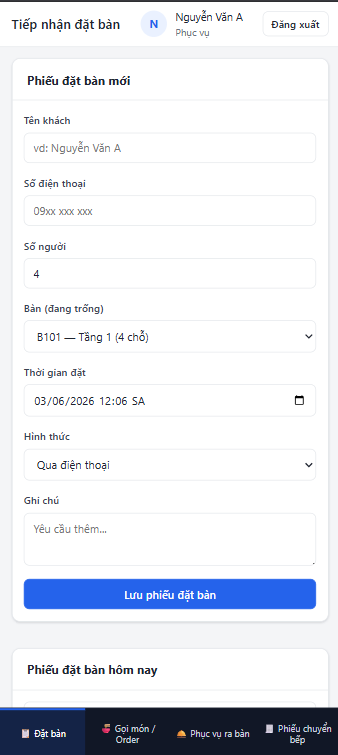 Tiếp nhận đặt bàn
N
Nguyễn Văn A
Phục vụ
Đăng xuất
Phiếu đặt bàn mới
Tên khách
vd: Nguyễn Văn A
Số điện thoại
09xx xxx xxx
Số người
4
Bàn (đang trống)
B101 — Tầng 1 (4 chỗ)
Thời gian đặt
03/06/2026 12:06 SA
Hình thức
Qua điện thoại
Ghi chú
Yêu cầu thêm...
Lưu phiếu đặt bàn
Phiếu đặt bàn hôm nay
Đặt bàn
Gọi món /
Order
Phục vụ ra bàn
Phiếu chuyển
bếp